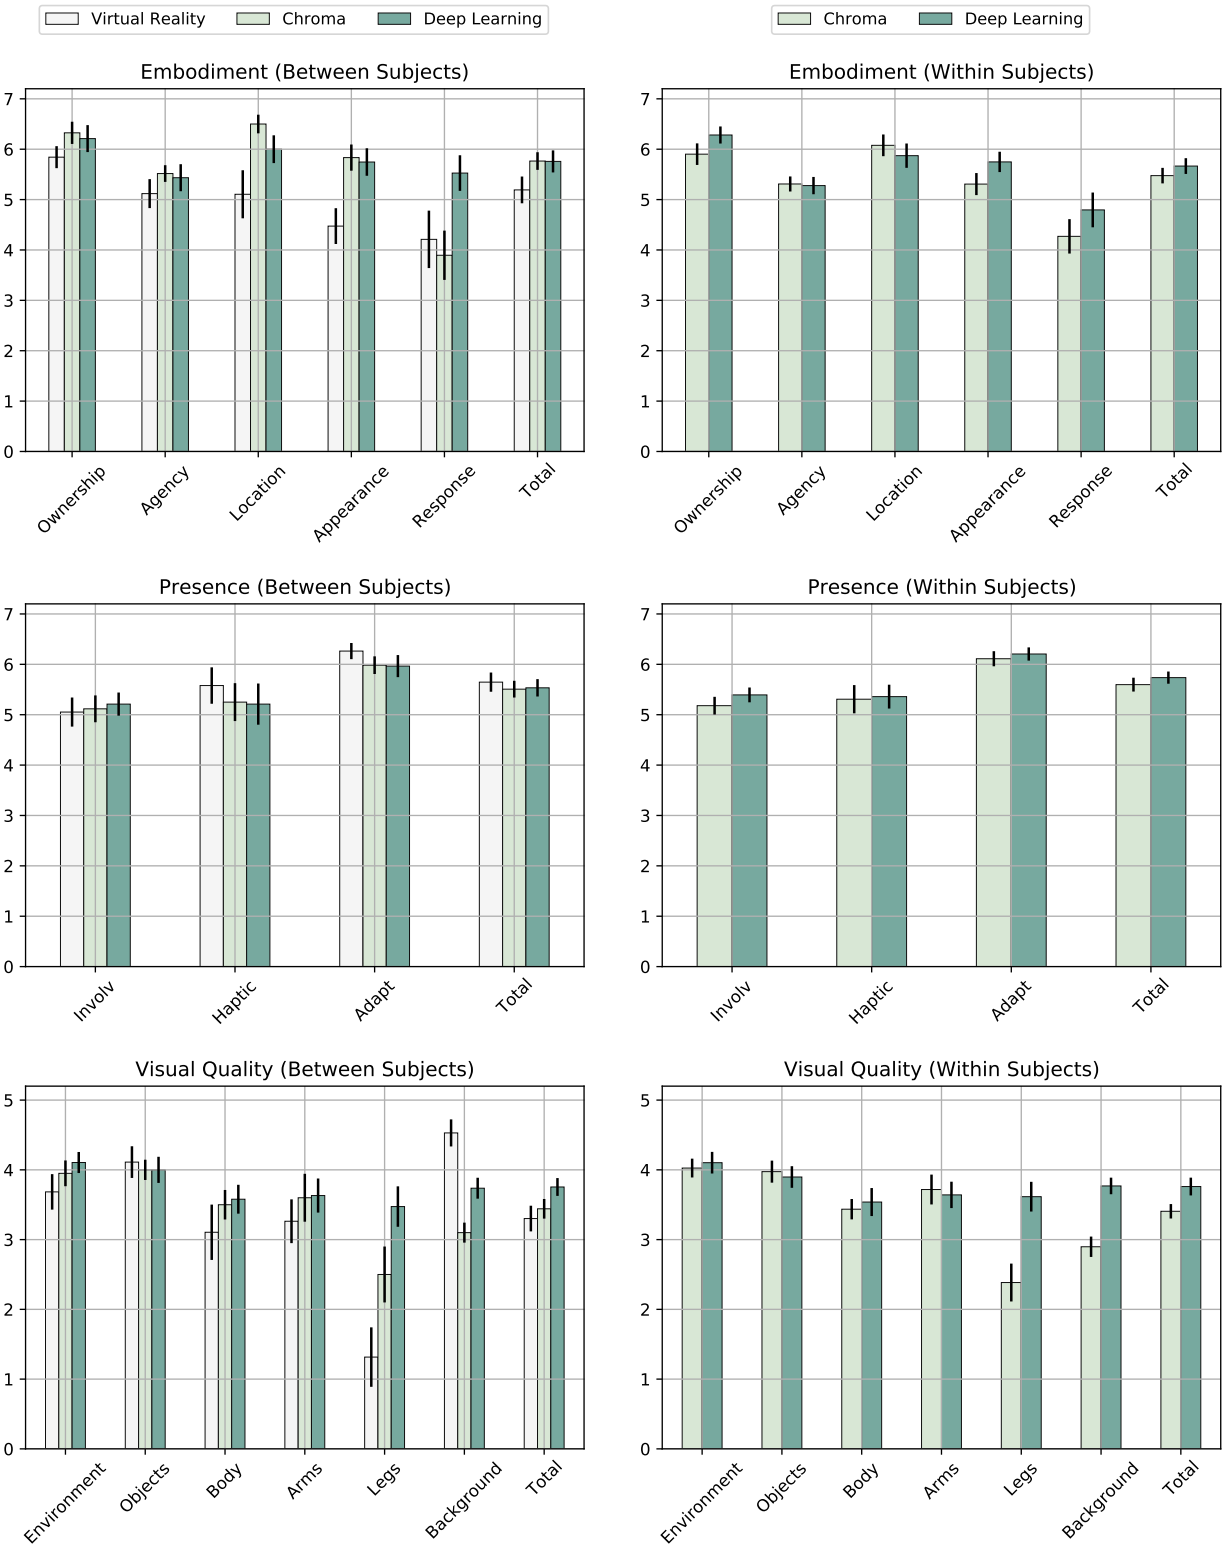 Virtual Reality Chroma Deep Learning
Chroma Deep Learning
Embodiment (Between Subjects)
7
6
5
4
3
2
1
0
Ownership
Agency
Location
Appearance
Response
Total
Embodiment (Within Subjects)
7
6
5
4
3
2
1
0
Ownership
Agency
Location
Appearance
Response
Total
Presence (Between Subjects)
7
6
5
4
3
2
1
0
Involv
Haptic
Adapt
Total
Presence (Within Subjects)
7
6
5
4
3
2
1
0
Involv
Haptic
Adapt
Total
Visual Quality (Between Subjects)
5
4
3
2
1
0
Environment
Objects
Body
Arms
Legs
Background
Total
Visual Quality (Within Subjects)
5
4
3
2
1
0
Environment
Objects
Body
Arms
Legs
Background
Total